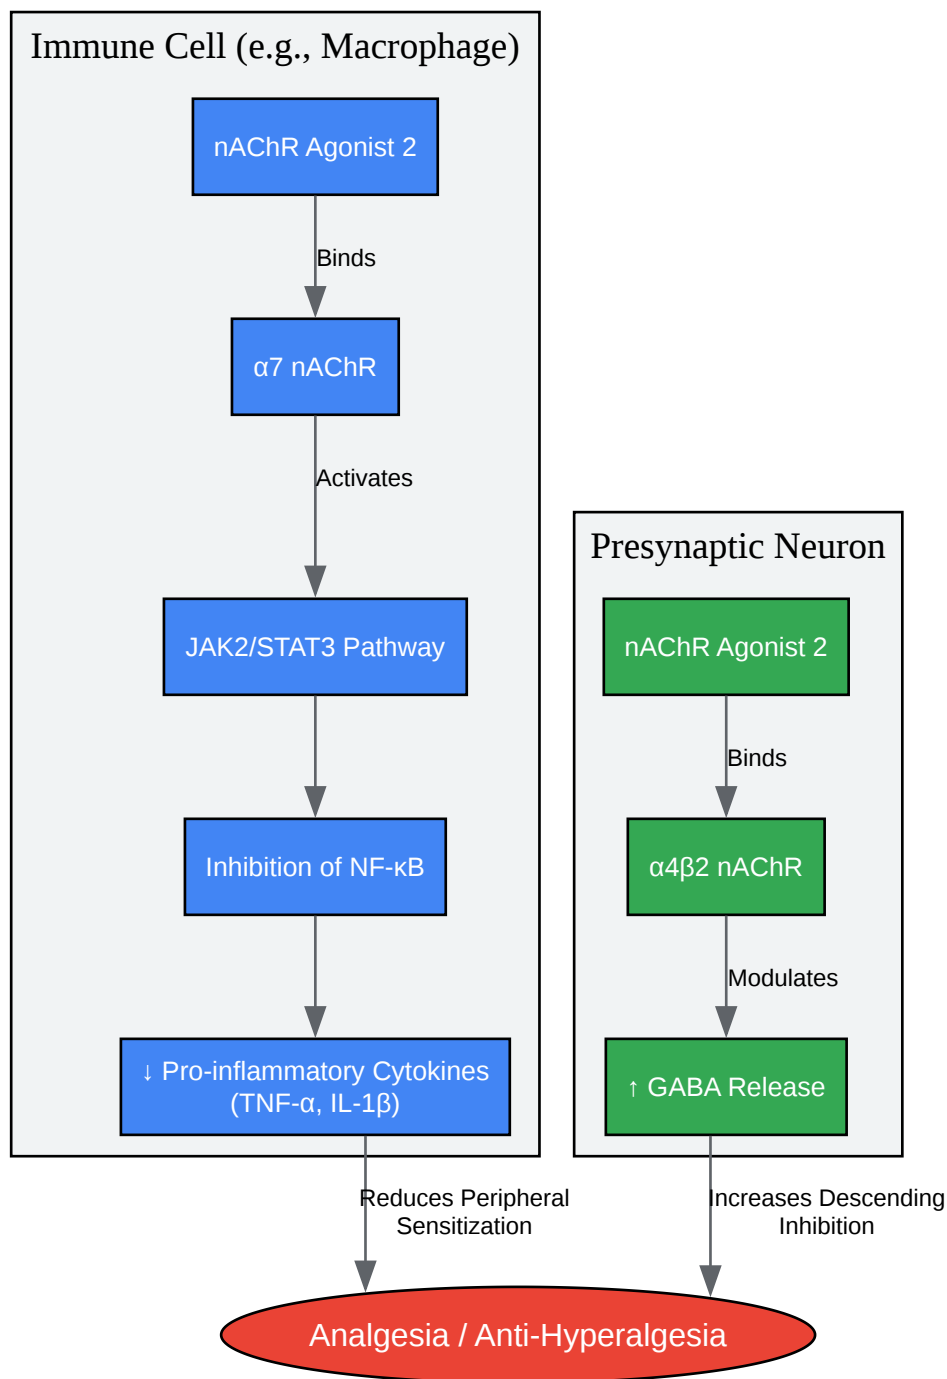 Immune Cell (e.g., Macrophage)
nAChR Agonist 2
Binds
α7 nAChR
Activates
JAK2/STAT3 Pathway
Inhibition of NF-κB
↓ Pro-inflammatory Cytokines
(TNF-α, IL-1β)
Reduces Peripheral
Sensitization
Presynaptic Neuron
nAChR Agonist 2
Binds
α4β2 nAChR
Modulates
↑ GABA Release
Increases Descending
Inhibition
Analgesia / Anti-Hyperalgesia